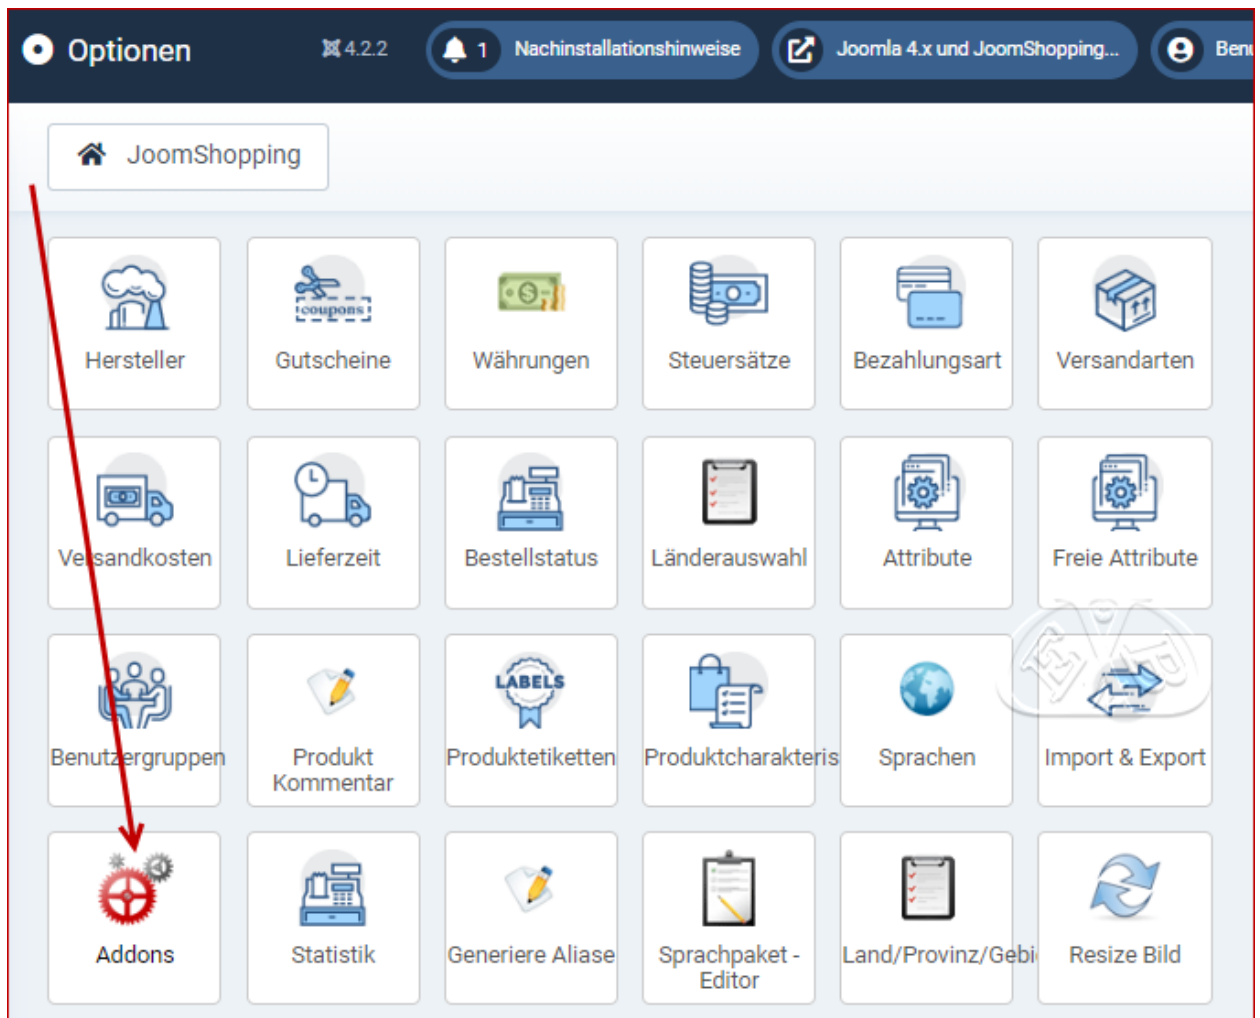 Optionen
4.2.2
1
Nachinstallationshinweise
Joomla 4.x und JoomShopping...
Benu
JoomShopping
coupons
Hersteller
Gutscheine
Währungen
Steuersätze
Bezahlungsart
Versandarten
Versandkosten
Lieferzeit
Bestellstatus
Länderauswahl
Attribute
Freie Attribute
LABELS
EiB
Benutzergruppen
Produkt
Kommentar
Produktetiketten
Produktcharakteris
Sprachen
Import & Export
Addons
Statistik
Generiere Aliase
Sprachpaket -
Editor
Land/Provinz/Gebi
Resize Bild